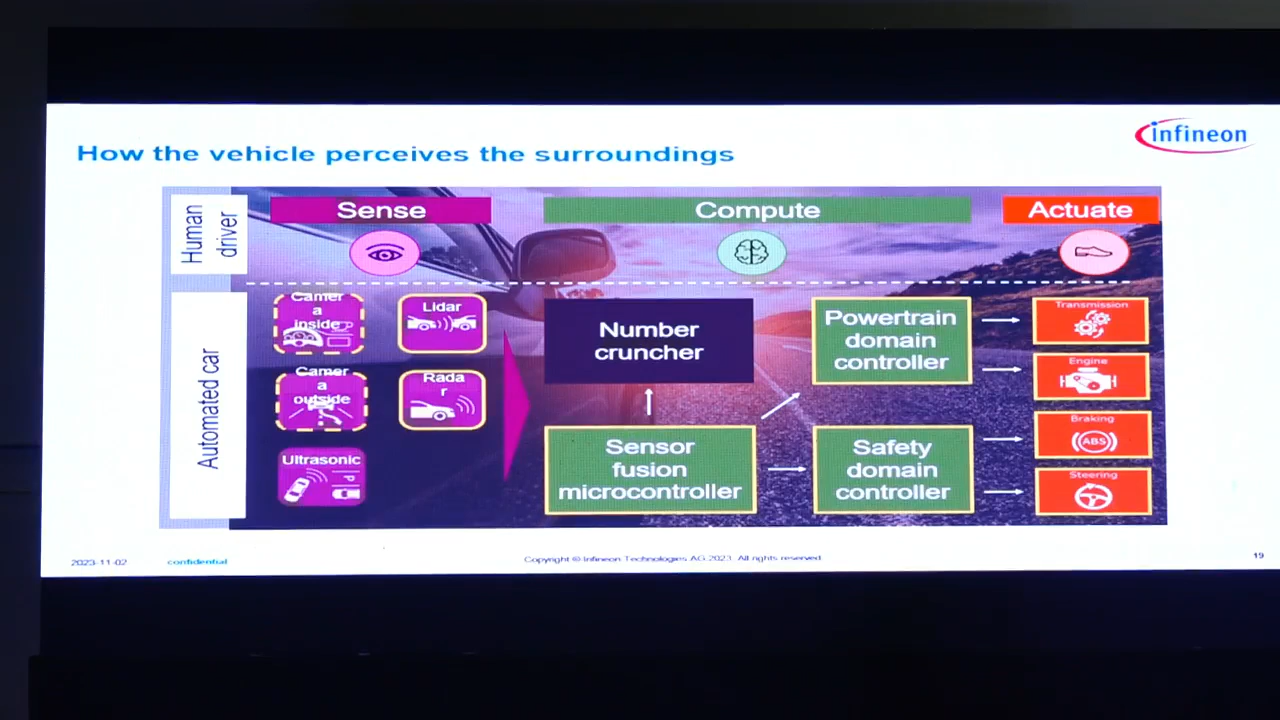 infineon
How the vehicle perceives the surroundings
Human
driver
Sense
Compute
Actuate
Automated car
Camer
a
inside
Lidar
Camer
a
outside
Rada
r
Ultrasonic
P
Number
cruncher
Sensor
fusion
microcontroller
Powertrain
domain
controller
Safety
domain
controller
Transmission
Engine
Braking
ABS
Steering
2023-11-02
confidential
Copyright © Infineon Technologies AG 2023. All rights reserved.
19